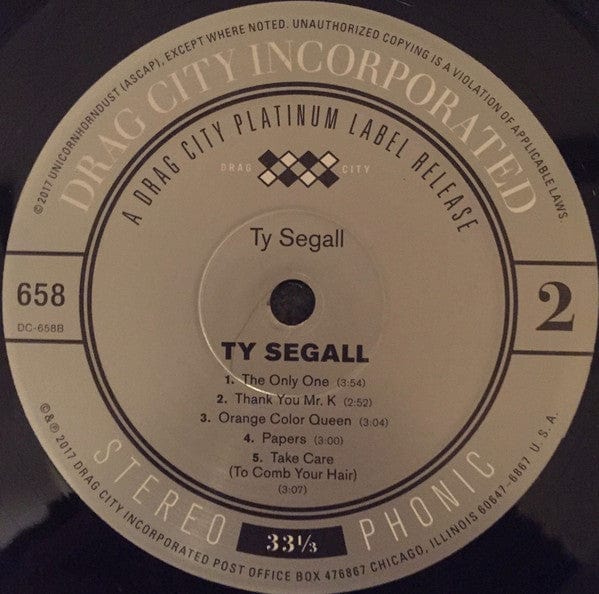 © 2017 UNICORNHORNDUST (ASCAP), EXCEPT WHERE NOTED. UNAUTHORIZED COPYING IS A VIOLATION OF APPLICABLE LAWS.
DRAG CITY INCORPORATED
A DRAG CITY PLATINUM LABEL RELEASE
DRAG CITY
Ty Segall
658
DC-658B
2
TY SEGALL
1. The Only One (3:54)
2. Thank You Mr. K (2:52)
3. Orange Color Queen (3:04)
4. Papers (3:00)
5. Take Care
(To Comb Your Hair)
(3:07)
STEREO PHONIC
33 1/3
© & ℗ 2017 DRAG CITY INCORPORATED POST OFFICE BOX 476867 CHICAGO, ILLINOIS 60647-6867 U. S. A.